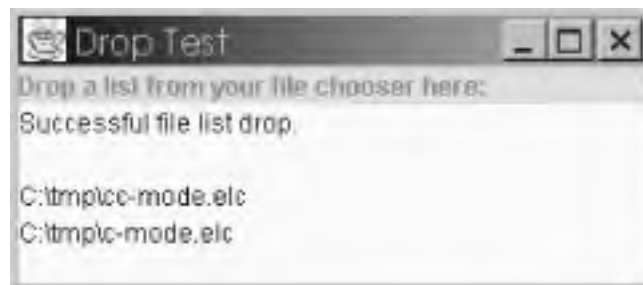 Drop Test
Drop a list from your file chooser here:
Successful file list drop.
C:\tmp\cc-mode.elc
C:\tmp\c-mode.elc